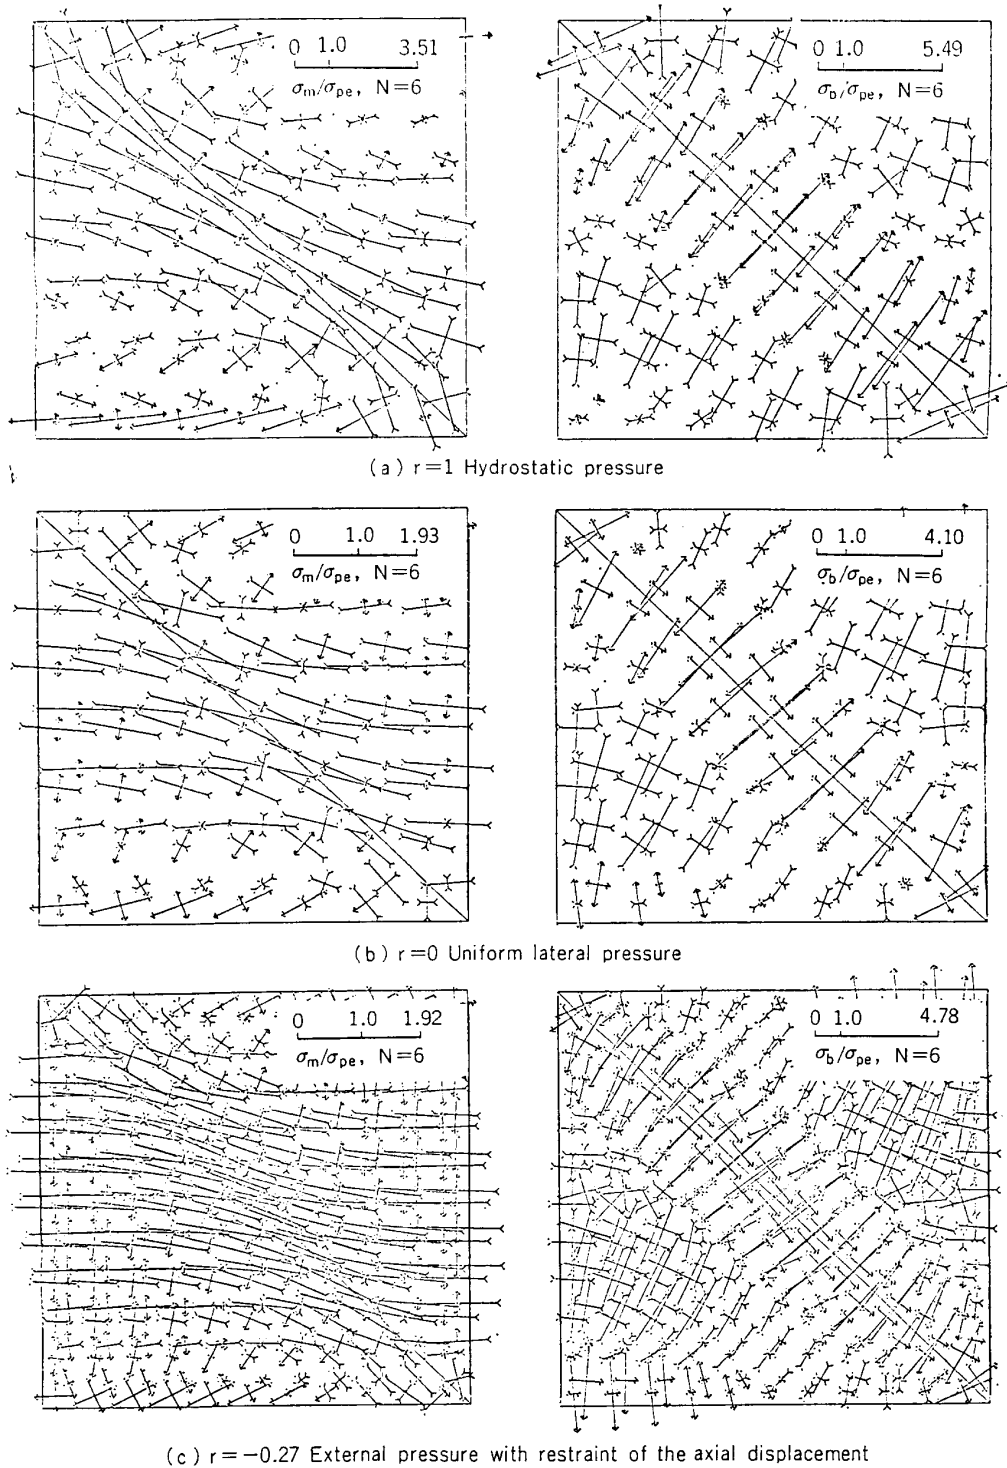 0 1.0 3.51
σm/σpe, N=6
0 1.0 5.49
σb/σpe, N=6
(a) r=1 Hydrostatic pressure
0 1.0 1.93
σm/σpe, N=6
0 1.0 4.10
σb/σpe, N=6
(b) r=0 Uniform lateral pressure
0 1.0 1.92
σm/σpe, N=6
0 1.0 4.78
σb/σpe, N=6
(c) r=−0.27 External pressure with restraint of the axial displacement